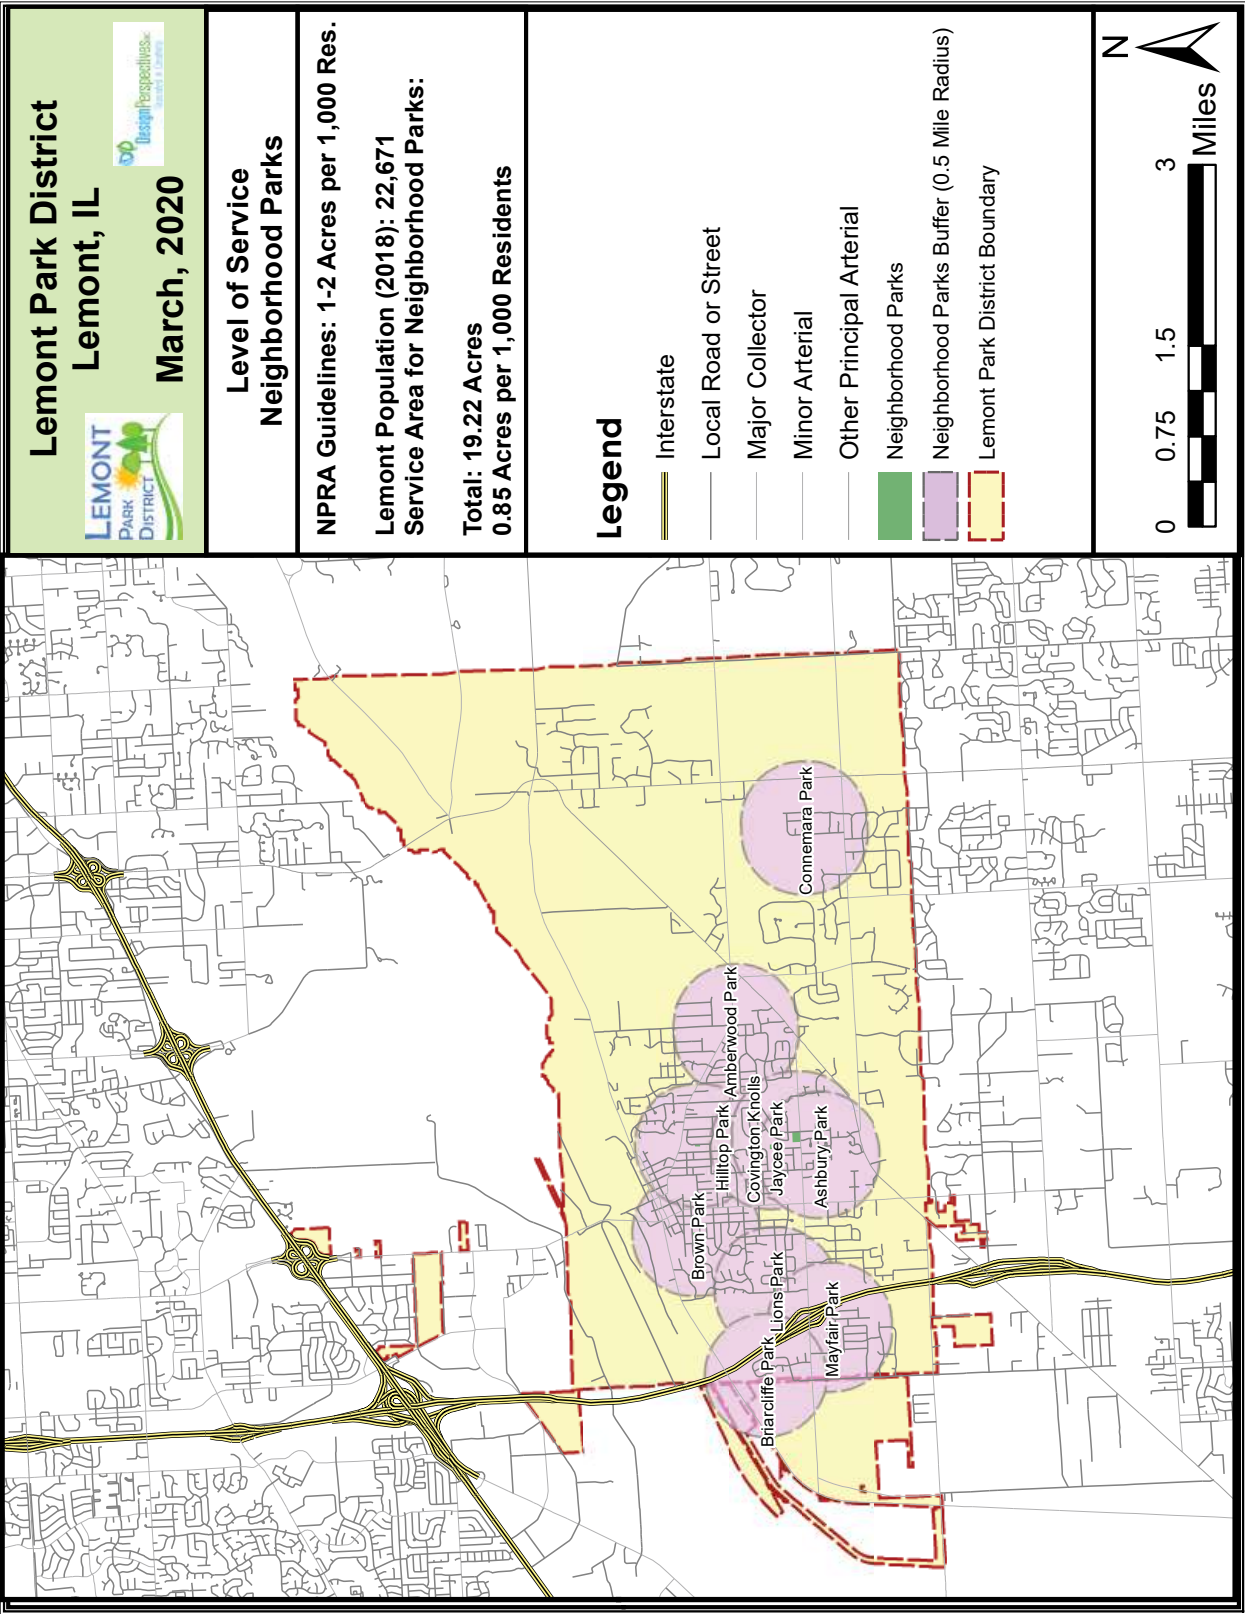 Lemont Park District
Lemont, IL
March, 2020
LEMONT
PARK
DISTRICT
DesignPerspectives
Level of Service
Neighborhood Parks
NPRA Guidelines: 1-2 Acres per 1,000 Res.
Lemont Population (2018): 22,671
Service Area for Neighborhood Parks:
Total: 19.22 Acres
0.85 Acres per 1,000 Residents
Legend
Interstate
Local Road or Street
Major Collector
Minor Arterial
Other Principal Arterial
Neighborhood Parks
Neighborhood Parks Buffer (0.5 Mile Radius)
Lemont Park District Boundary
0 0.75 1.5 3
Miles
N
Brown Park
Hilltop Park
Amberwood Park
Covington Knolls
Jaycee Park
Ashbury Park
Connemara Park
Briarcliffe Park
Lions Park
Mayfair Park